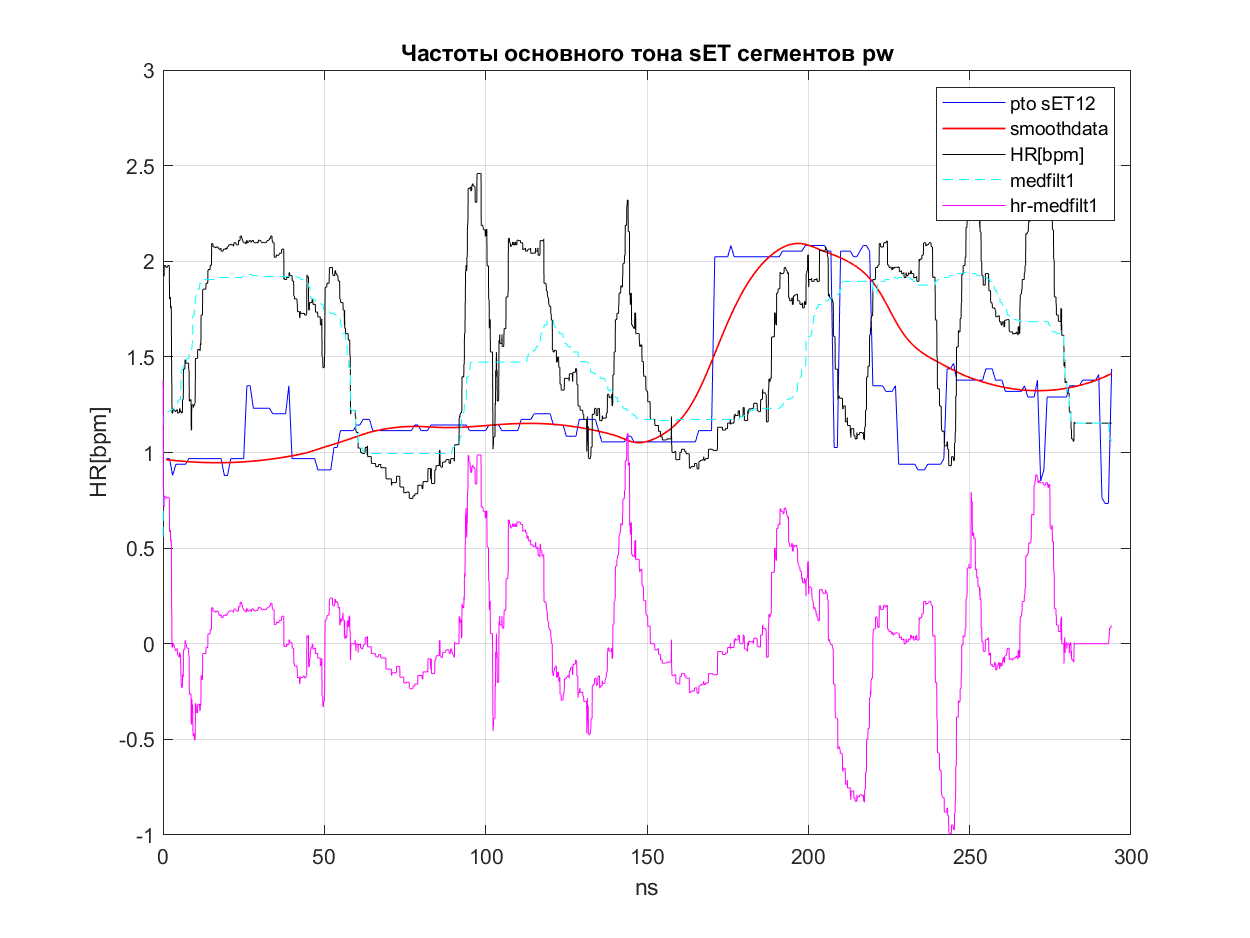 Частоты основного тона sET сегментов pw
3
2.5
2
1.5
1
0.5
0
-0.5
-1
HR[bpm]
pto sET12
smoothdata
HR[bpm]
medfilt1
hr-medfilt1
0 50 100 150 200 250 300
ns